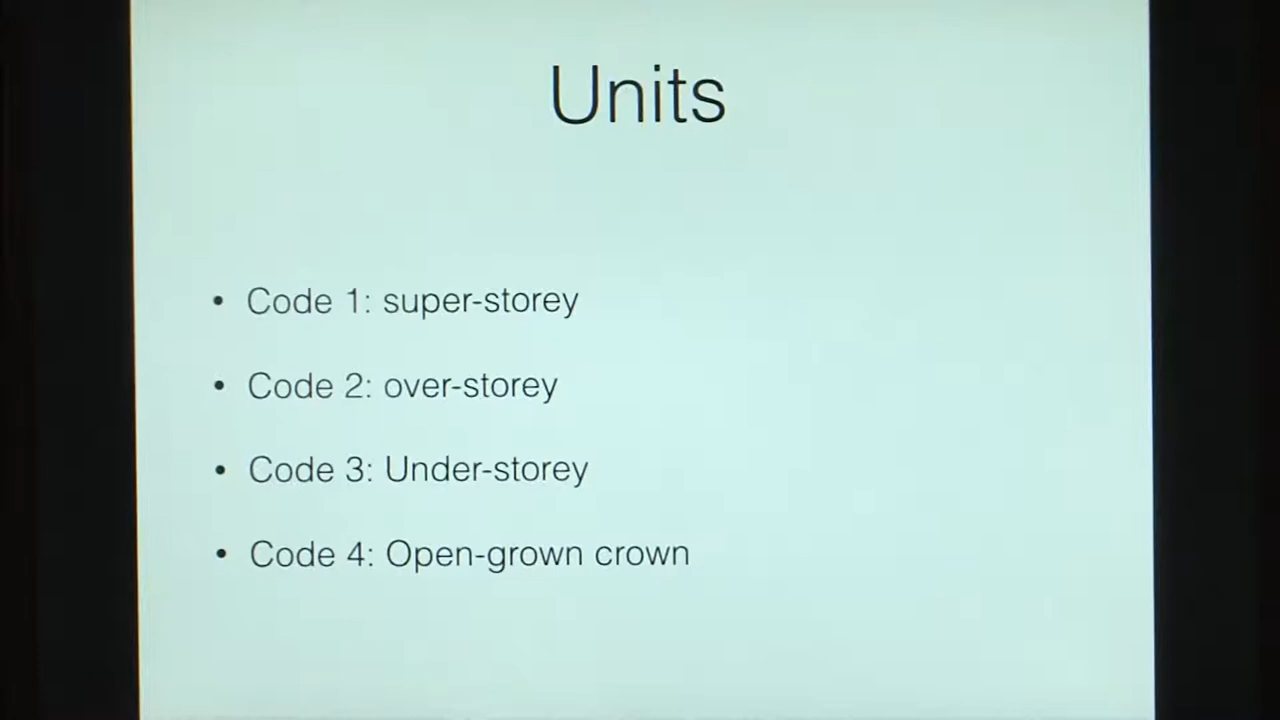 Units
• Code 1: super-storey
• Code 2: over-storey
• Code 3: Under-storey
• Code 4: Open-grown crown